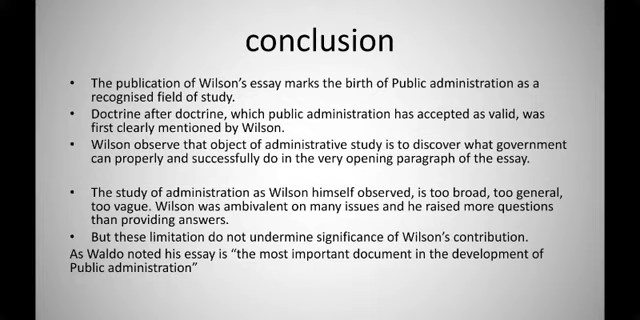 conclusion
• The publication of Wilson's essay marks the birth of Public administration as a
recognised field of study.
• Doctrine after doctrine, which public administration has accepted as valid, was
first clearly mentioned by Wilson.
• Wilson observe that object of administrative study is to discover what government
can properly and successfully do in the very opening paragraph of the essay.
• The study of administration as Wilson himself observed, is too broad, too general,
too vague. Wilson was ambivalent on many issues and he raised more questions
than providing answers.
• But these limitation do not undermine significance of Wilson's contribution.
As Waldo noted his essay is “the most important document in the development of
Public administration”